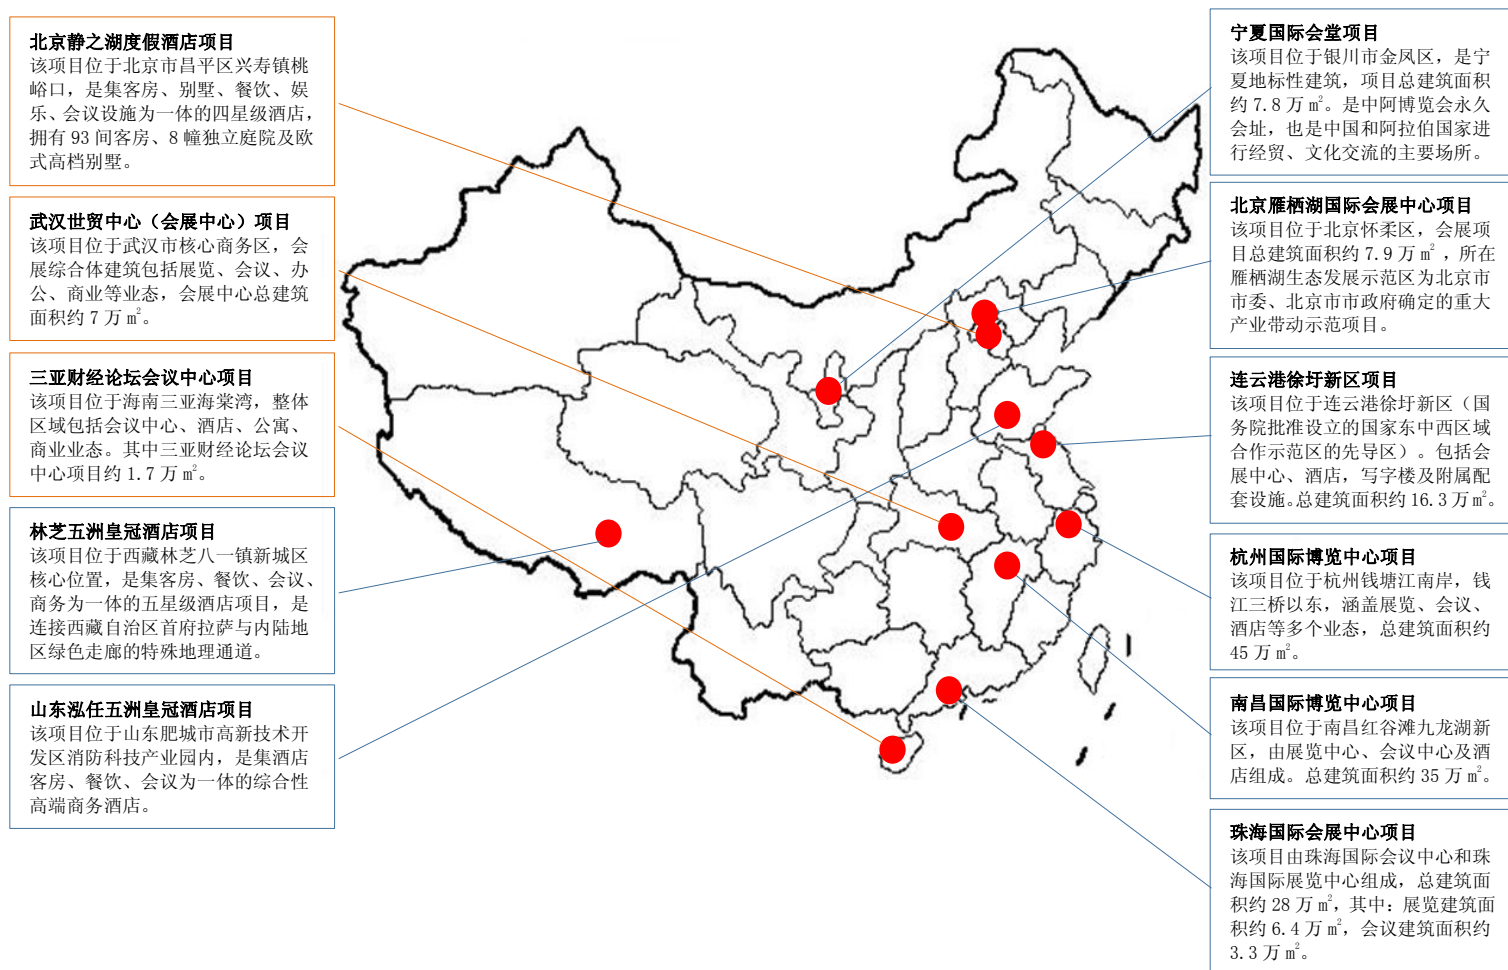 北京静之湖度假酒店项目
该项目位于北京市昌平区兴寿镇桃
峪口，是集客房、别墅、餐饮、娱
乐、会议设施为一体的四星级酒店，
拥有 93 间客房、8 幢独立庭院及欧
式高档别墅。
武汉世贸中心（会展中心）项目
该项目位于武汉市核心商务区，会
展综合体建筑包括展览、会议、办
公、商业等业态，会展中心总建筑
面积约 7 万 m²。
三亚财经论坛会议中心项目
该项目位于海南三亚海棠湾，整体
区域包括会议中心、酒店、公寓、
商业业态。其中三亚财经论坛会议
中心项目约 1.7 万 m²。
林芝五洲皇冠酒店项目
该项目位于西藏林芝八一镇新城区
核心位置，是集客房、餐饮、会议、
商务为一体的五星级酒店项目，是
连接西藏自治区首府拉萨与内陆地
区绿色走廊的特殊地理通道。
山东泓任五洲皇冠酒店项目
该项目位于山东肥城市高新技术开
发区消防科技产业园内，是集酒店
客房、餐饮、会议为一体的综合性
高端商务酒店。
宁夏国际会堂项目
该项目位于银川市金凤区，是宁
夏地标性建筑，项目总建筑面积
约 7.8 万 m²。是中阿博览会永久
会址，也是中国和阿拉伯国家进
行经贸、文化交流的主要场所。
北京雁栖湖国际会展中心项目
该项目位于北京怀柔区，会展项
目总建筑面积约 7.9 万 m²，所在
雁栖湖生态发展示范区为北京市
市委、北京市市政府确定的重大
产业带动示范项目。
连云港徐圩新区项目
该项目位于连云港徐圩新区（国
务院批准设立的国家东中西区域
合作示范区的先导区）。包括会
展中心、酒店，写字楼及附属配
套设施。总建筑面积约 16.3 万 m²。
杭州国际博览中心项目
该项目位于杭州钱塘江南岸，钱
江三桥以东，涵盖展览、会议、
酒店等多个业态，总建筑面积约
45 万 m²。
南昌国际博览中心项目
该项目位于南昌红谷滩九龙湖新
区，由展览中心、会议中心及酒
店组成。总建筑面积约 35 万 m²。
珠海国际会展中心项目
该项目由珠海国际会议中心和珠
海国际展览中心组成，总建筑面
积约 28 万 m²，其中：展览建筑面
积约 6.4 万 m²，会议建筑面积约
3.3 万 m²。